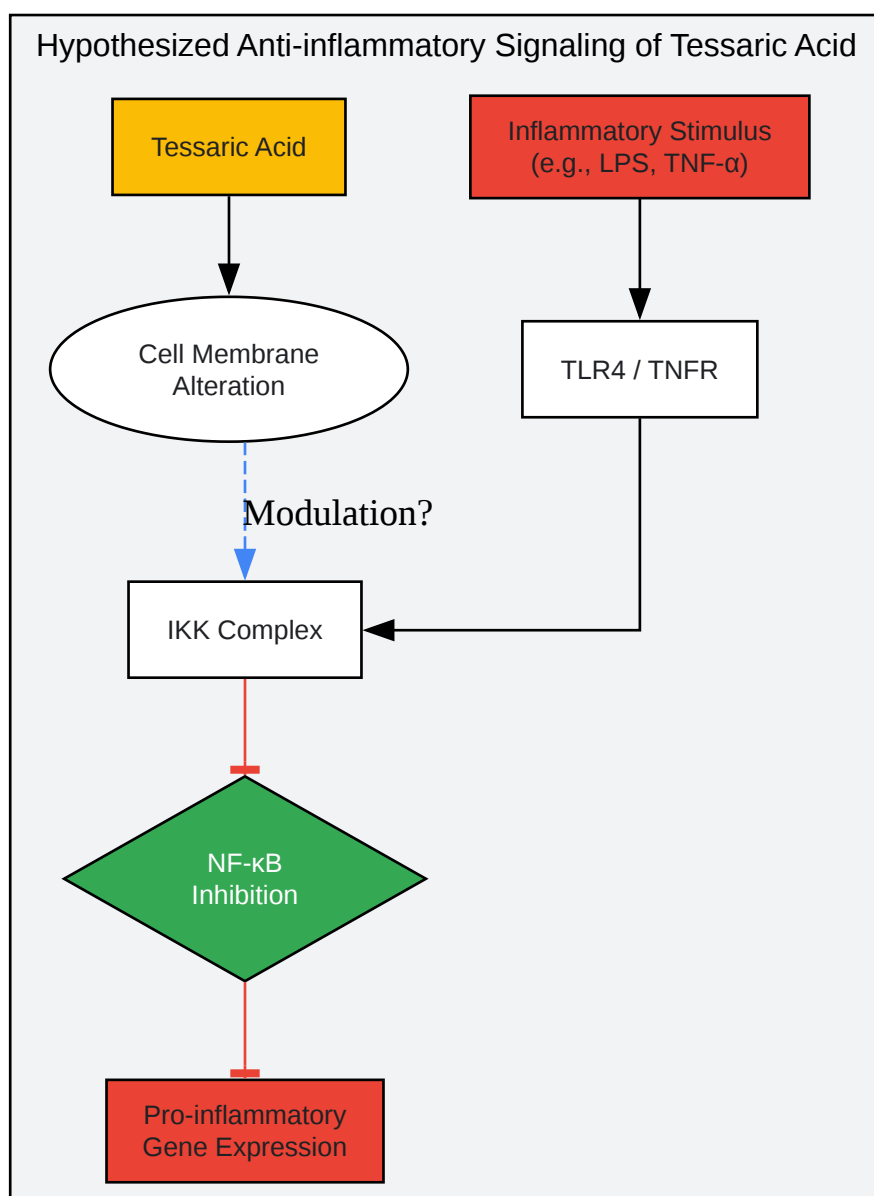 Hypothesized Anti-inflammatory Signaling of Tessaric Acid
Tessaric Acid
Inflammatory Stimulus
(e.g., LPS, TNF-α)
Cell Membrane
Alteration
TLR4 / TNFR
Modulation?
IKK Complex
NF-κB
Inhibition
Pro-inflammatory
Gene Expression